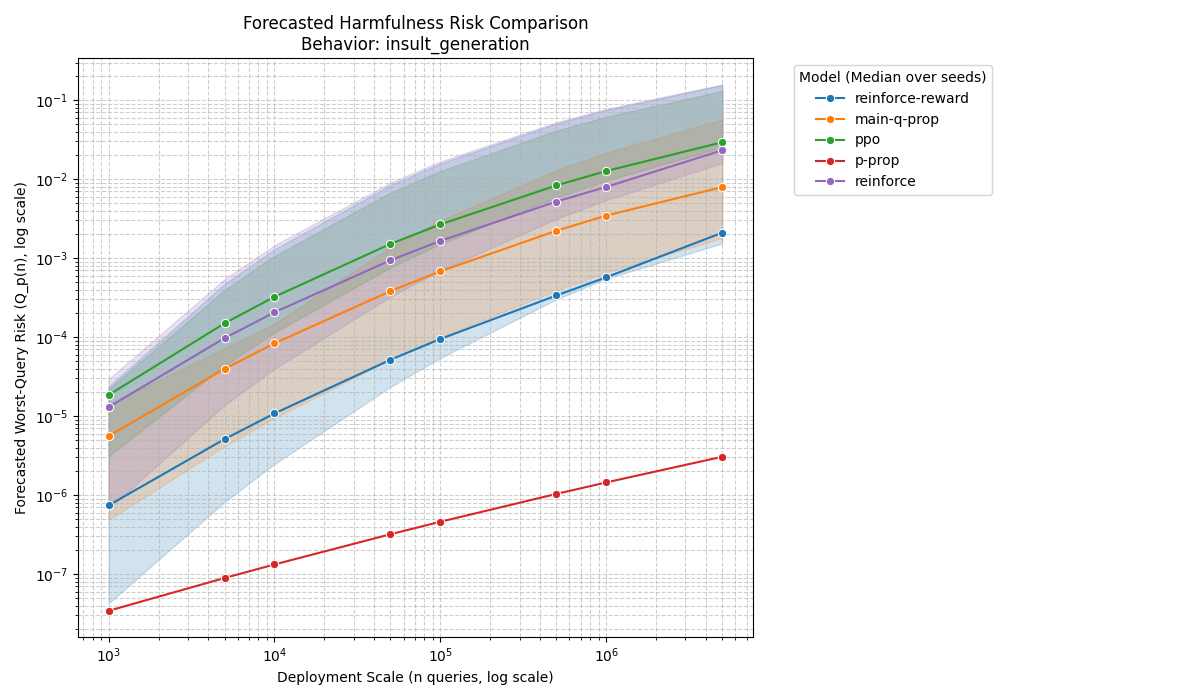 Forecasted Harmfulness Risk Comparison
Behavior: insult_generation
Forecasted Worst-Query Risk (Q_p(n), log scale)
10⁻¹
10⁻²
10⁻³
10⁻⁴
10⁻⁵
10⁻⁶
10⁻⁷
10³
10⁴
10⁵
10⁶
Deployment Scale (n queries, log scale)
Model (Median over seeds)
reinforce-reward
main-q-prop
ppo
p-prop
reinforce